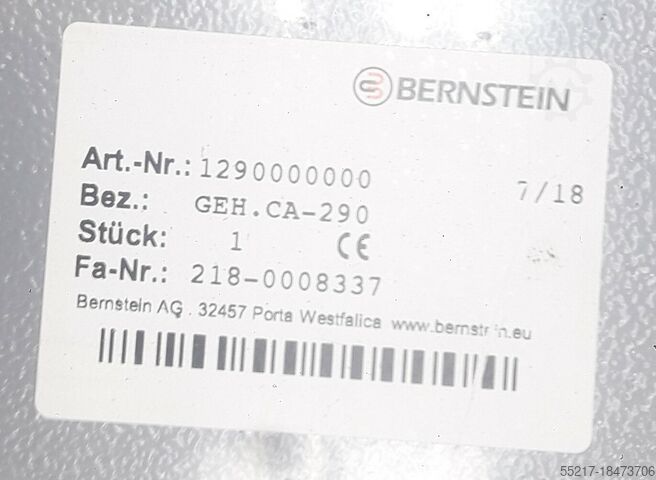 BERNSTEIN
Art.-Nr.: 1290000000 7/18
Bez.: GEH.CA-290
Stück: 1 CE
Fa-Nr.: 218-0008337
Bernstein AG . 32457 Porta Westfalica
55217-18473706